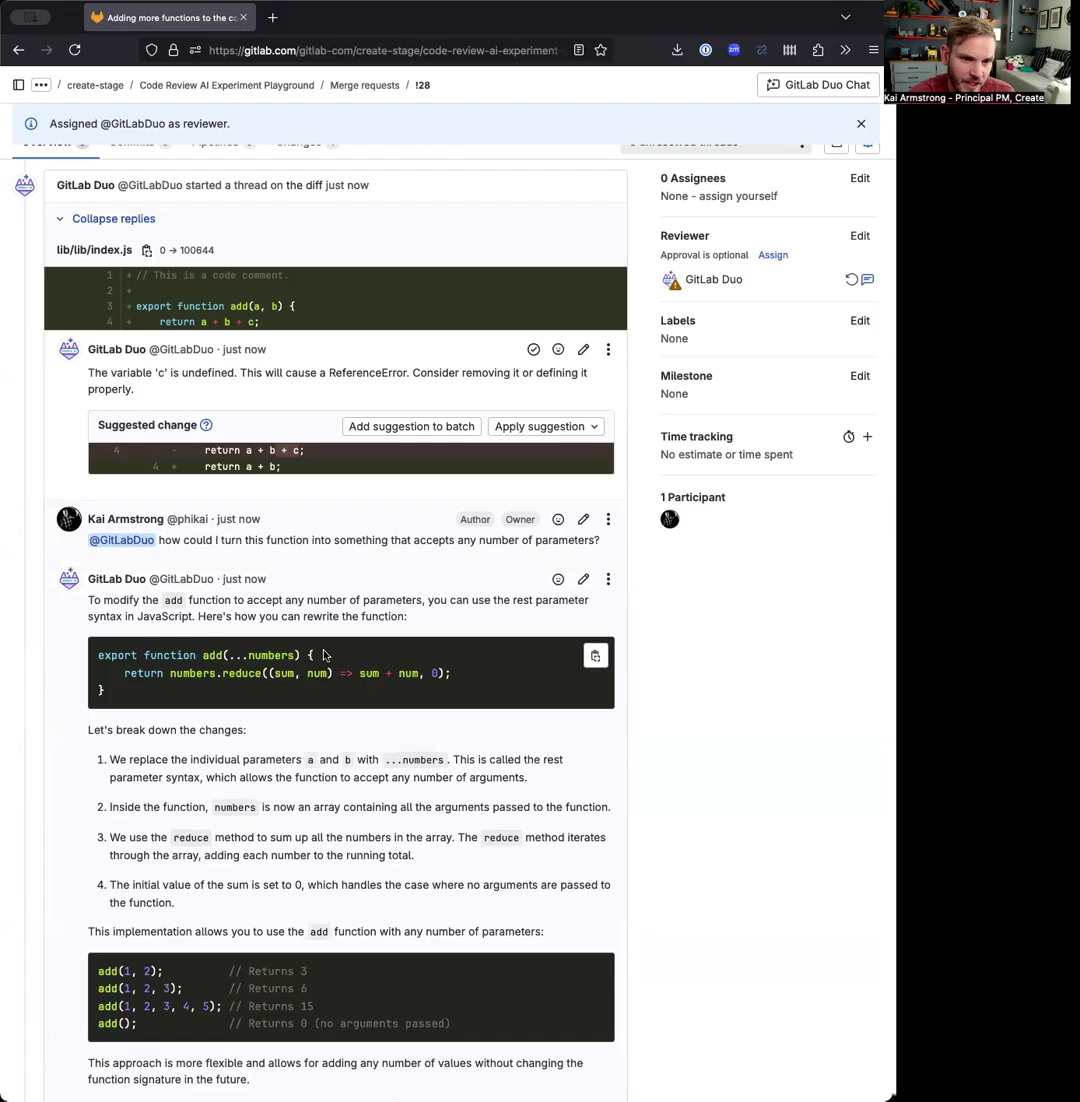 Adding more functions to the co
https://gitlab.com/gitlab-com/create-stage/code-review-ai-experiment-
zm
Kai Armstrong - Principal PM, Create
/ create-stage / Code Review AI Experiment Playground / Merge requests / !28
GitLab Duo Chat
Assigned @GitLabDuo as reviewer.
GitLab Duo @GitLabDuo started a thread on the diff just now
Collapse replies
lib/lib/index.js 0 → 100644
1 + // This is a code comment.
2 +
3 + export function add(a, b) {
4 + return a + b + c;
GitLab Duo @GitLabDuo · just now
The variable 'c' is undefined. This will cause a ReferenceError. Consider removing it or defining it
properly.
Suggested change
Add suggestion to batch
Apply suggestion
4 - return a + b + c;
4 + return a + b;
Kai Armstrong @phikai · just now
Author
Owner
@GitLabDuo how could I turn this function into something that accepts any number of parameters?
GitLab Duo @GitLabDuo · just now
To modify the add function to accept any number of parameters, you can use the rest parameter
syntax in JavaScript. Here's how you can rewrite the function:
export function add(...numbers) {
return numbers.reduce((sum, num) => sum + num, 0);
}
Let's break down the changes:
1. We replace the individual parameters a and b with ...numbers . This is called the rest
parameter syntax, which allows the function to accept any number of arguments.
2. Inside the function, numbers is now an array containing all the arguments passed to the function.
3. We use the reduce method to sum up all the numbers in the array. The reduce method iterates
through the array, adding each number to the running total.
4. The initial value of the sum is set to 0, which handles the case where no arguments are passed to
the function.
This implementation allows you to use the add function with any number of parameters:
add(1, 2); // Returns 3
add(1, 2, 3); // Returns 6
add(1, 2, 3, 4, 5); // Returns 15
add(); // Returns 0 (no arguments passed)
This approach is more flexible and allows for adding any number of values without changing the
function signature in the future.
0 Assignees
Edit
None - assign yourself
Reviewer
Edit
Approval is optional Assign
GitLab Duo
Labels
Edit
None
Milestone
Edit
None
Time tracking
No estimate or time spent
1 Participant